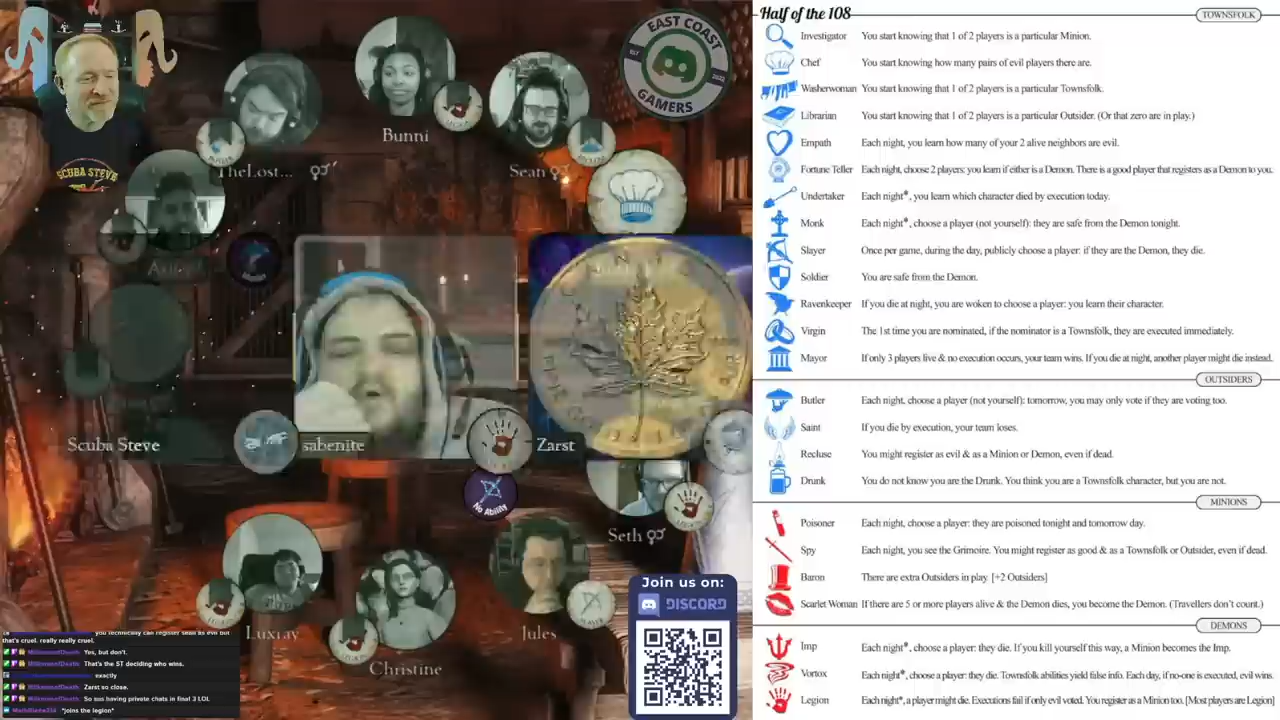 EAST COAST
GAMERS
SCUBA STEVE
TheLost...
Bunni
Sean
Scuba Steve
sabenite
Zarst
No Ability
Seth
Luxray
Christine
Jules
Join us on:
DISCORD
that's cruel. really really cruel.
Yes, but don't.
That's the ST deciding who wins.
exactly
Zarst so close.
So sus having private chats in final 3 LOL
*joins the legion*
Half of the 108
TOWNSFOLK
Investigator You start knowing that 1 of 2 players is a particular Minion.
Chef You start knowing how many pairs of evil players there are.
Washerwoman You start knowing that 1 of 2 players is a particular Townsfolk.
Librarian You start knowing that 1 of 2 players is a particular Outsider. (Or that zero are in play.)
Empath Each night, you learn how many of your 2 alive neighbors are evil.
Fortune Teller Each night, choose 2 players: you learn if either is a Demon. There is a good player that registers as a Demon to you.
Undertaker Each night*, you learn which character died by execution today.
Monk Each night*, choose a player (not yourself): they are safe from the Demon tonight.
Slayer Once per game, during the day, publicly choose a player: if they are the Demon, they die.
Soldier You are safe from the Demon.
Ravenkeeper If you die at night, you are woken to choose a player: you learn their character.
Virgin The 1st time you are nominated, if the nominator is a Townsfolk, they are executed immediately.
Mayor If only 3 players live & no execution occurs, your team wins. If you die at night, another player might die instead.
OUTSIDERS
Butler Each night, choose a player (not yourself): tomorrow, you may only vote if they are voting too.
Saint If you die by execution, your team loses.
Recluse You might register as evil & as a Minion or Demon, even if dead.
Drunk You do not know you are the Drunk. You think you are a Townsfolk character, but you are not.
MINIONS
Poisoner Each night, choose a player: they are poisoned tonight and tomorrow day.
Spy Each night, you see the Grimoire. You might register as good & as a Townsfolk or Outsider, even if dead.
Baron There are extra Outsiders in play. [+2 Outsiders]
Scarlet Woman If there are 5 or more players alive & the Demon dies, you become the Demon. (Travellers don't count.)
DEMONS
Imp Each night*, choose a player: they die. If you kill yourself this way, a Minion becomes the Imp.
Vortox Each night*, choose a player: they die. Townsfolk abilities yield false info. Each day, if no-one is executed, evil wins.
Legion Each night*, a player might die. Executions fail if only evil voted. You register as a Minion too. [Most players are Legion]